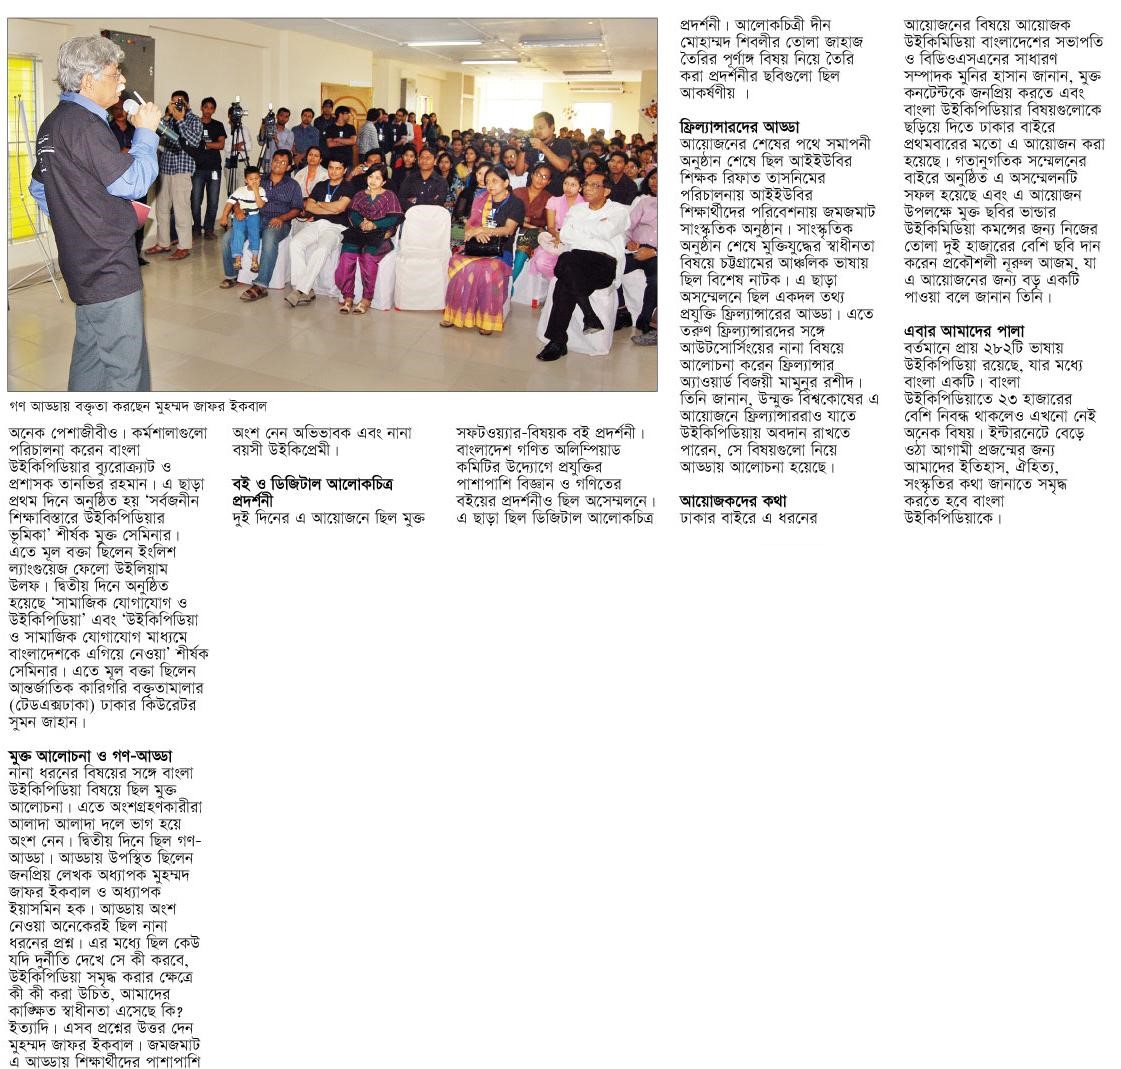 গণ আড্ডায় বক্তৃতা করছেন মুহম্মদ জাফর ইকবাল
অনেক পেশাজীবীও। কর্মশালাগুলো
পরিচালনা করেন বাংলা
উইকিপিডিয়ার ব্যুরোক্র্যাট ও
প্রশাসক তানভির রহমান। এ ছাড়া
প্রথম দিনে অনুষ্ঠিত হয় ‘সর্বজনীন
শিক্ষাবিস্তারে উইকিপিডিয়ার
ভূমিকা’ শীর্ষক মুক্ত সেমিনার।
এতে মূল বক্তা ছিলেন ইংলিশ
ল্যাংগুয়েজ ফেলো উইলিয়াম
উলফ। দ্বিতীয় দিনে অনুষ্ঠিত
হয়েছে ‘সামাজিক যোগাযোগ ও
উইকিপিডিয়া’ এবং ‘উইকিপিডিয়া
ও সামাজিক যোগাযোগ মাধ্যমে
বাংলাদেশকে এগিয়ে নেওয়া’ শীর্ষক
সেমিনার। এতে মূল বক্তা ছিলেন
আন্তর্জাতিক কারিগরি বক্তৃতামালার
(টেডএক্সঢাকা) ঢাকার কিউরেটর
সুমন জাহান।
মুক্ত আলোচনা ও গণ-আড্ডা
নানা ধরনের বিষয়ের সঙ্গে বাংলা
উইকিপিডিয়া বিষয়ে ছিল মুক্ত
আলোচনা। এতে অংশগ্রহণকারীরা
আলাদা আলাদা দলে ভাগ হয়ে
অংশ নেন। দ্বিতীয় দিনে ছিল গণ-
আড্ডা। আড্ডায় উপস্থিত ছিলেন
জনপ্রিয় লেখক অধ্যাপক মুহম্মদ
জাফর ইকবাল ও অধ্যাপক
ইয়াসমিন হক। আড্ডায় অংশ
নেওয়া অনেকেরই ছিল নানা
ধরনের প্রশ্ন। এর মধ্যে ছিল কেউ
যদি দুর্নীতি দেখে সে কী করবে,
উইকিপিডিয়া সমৃদ্ধ করার ক্ষেত্রে
কী কী করা উচিত, আমাদের
কাঙ্ক্ষিত স্বাধীনতা এসেছে কি?
ইত্যাদি। এসব প্রশ্নের উত্তর দেন
মুহম্মদ জাফর ইকবাল। জমজমাট
এ আড্ডায় শিক্ষার্থীদের পাশাপাশি
অংশ নেন অভিভাবক এবং নানা
বয়সী উইকিপ্রেমী।
বই ও ডিজিটাল আলোকচিত্র
প্রদর্শনী
দুই দিনের এ আয়োজনে ছিল মুক্ত
সফটওয়্যার-বিষয়ক বই প্রদর্শনী।
বাংলাদেশ গণিত অলিম্পিয়াড
কমিটির উদ্যোগে প্রযুক্তির
পাশাপাশি বিজ্ঞান ও গণিতের
বইয়ের প্রদর্শনীও ছিল অসেম্মলনে।
এ ছাড়া ছিল ডিজিটাল আলোকচিত্র
প্রদর্শনী। আলোকচিত্রী দীন
মোহাম্মদ শিবলীর তোলা জাহাজ
তৈরির পূর্ণাঙ্গ বিষয় নিয়ে তৈরি
করা প্রদর্শনীর ছবিগুলো ছিল
আকর্ষণীয় ।
ফ্রিল্যান্সারদের আড্ডা
আয়োজনের শেষের পথে সমাপনী
অনুষ্ঠান শেষে ছিল আইইউবির
শিক্ষক রিফাত তাসনিমের
পরিচালনায় আইইউবির
শিক্ষার্থীদের পরিবেশনায় জমজমাট
সাংস্কৃতিক অনুষ্ঠান। সাংস্কৃতিক
অনুষ্ঠান শেষে মুক্তিযুদ্ধের স্বাধীনতা
বিষয়ে চট্টগ্রামের আঞ্চলিক ভাষায়
ছিল বিশেষ নাটক। এ ছাড়া
অসম্মেলনে ছিল একদল তথ্য
প্রযুক্তি ফ্রিল্যান্সারের আড্ডা। এতে
তরুণ ফ্রিল্যান্সারদের সঙ্গে
আউটসোর্সিংয়ের নানা বিষয়ে
আলোচনা করেন ফ্রিল্যান্সার
অ্যাওয়ার্ড বিজয়ী মামুনুর রশীদ।
তিনি জানান, উম্মুক্ত বিশ্বকোষের এ
আয়োজনে ফ্রিল্যান্সাররাও যাতে
উইকিপিডিয়ায় অবদান রাখতে
পারেন, সে বিষয়গুলো নিয়ে
আড্ডায় আলোচনা হয়েছে।
আয়োজকদের কথা
ঢাকার বাইরে এ ধরনের
আয়োজনের বিষয়ে আয়োজক
উইকিমিডিয়া বাংলাদেশের সভাপতি
ও বিডিওএসএনের সাধারণ
সম্পাদক মুনির হাসান জানান, মুক্ত
কনটেন্টকে জনপ্রিয় করতে এবং
বাংলা উইকিপিডিয়ার বিষয়গুলোকে
ছড়িয়ে দিতে ঢাকার বাইরে
প্রথমবারের মতো এ আয়োজন করা
হয়েছে। গতানুগতিক সম্মেলনের
বাইরে অনুষ্ঠিত এ অসম্মেলনটি
সফল হয়েছে এবং এ আয়োজন
উপলক্ষে মুক্ত ছবির ভান্ডার
উইকিমিডিয়া কমন্সের জন্য নিজের
তোলা দুই হাজারের বেশি ছবি দান
করেন প্রকৌশলী নূরুল আজম, যা
এ আয়োজনের জন্য বড় একটি
পাওয়া বলে জানান তিনি।
এবার আমাদের পালা
বর্তমানে প্রায় ২৮২টি ভাষায়
উইকিপিডিয়া রয়েছে, যার মধ্যে
বাংলা একটি। বাংলা
উইকিপিডিয়াতে ২৩ হাজারের
বেশি নিবন্ধ থাকলেও এখনো নেই
অনেক বিষয়। ইন্টারনেটে বেড়ে
ওঠা আগামী প্রজম্মের জন্য
আমাদের ইতিহাস, ঐহিত্য,
সংস্কৃতির কথা জানাতে সমৃদ্ধ
করতে হবে বাংলা
উইকিপিডিয়াকে।